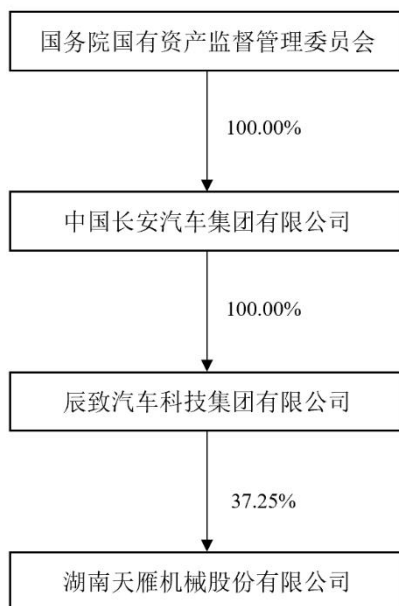 国务院国有资产监督管理委员会
100.00%
中国长安汽车集团有限公司
100.00%
辰致汽车科技集团有限公司
37.25%
湖南天雁机械股份有限公司